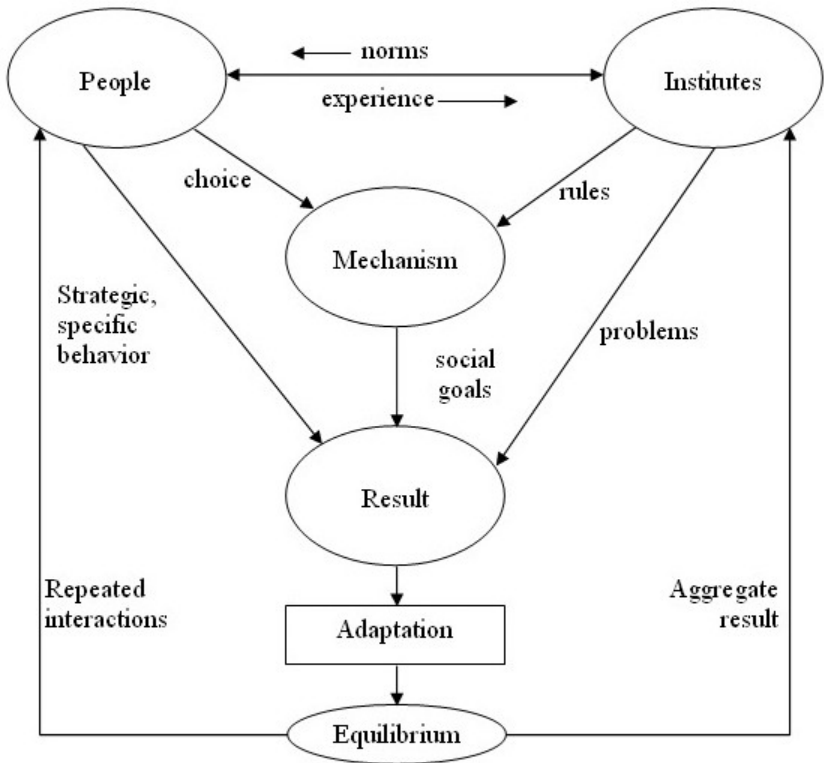 norms
People
Institutes
experience
choice
rules
Mechanism
Strategic,
specific
behavior
problems
social
goals
Result
Repeated
interactions
Aggregate
result
Adaptation
Equilibrium